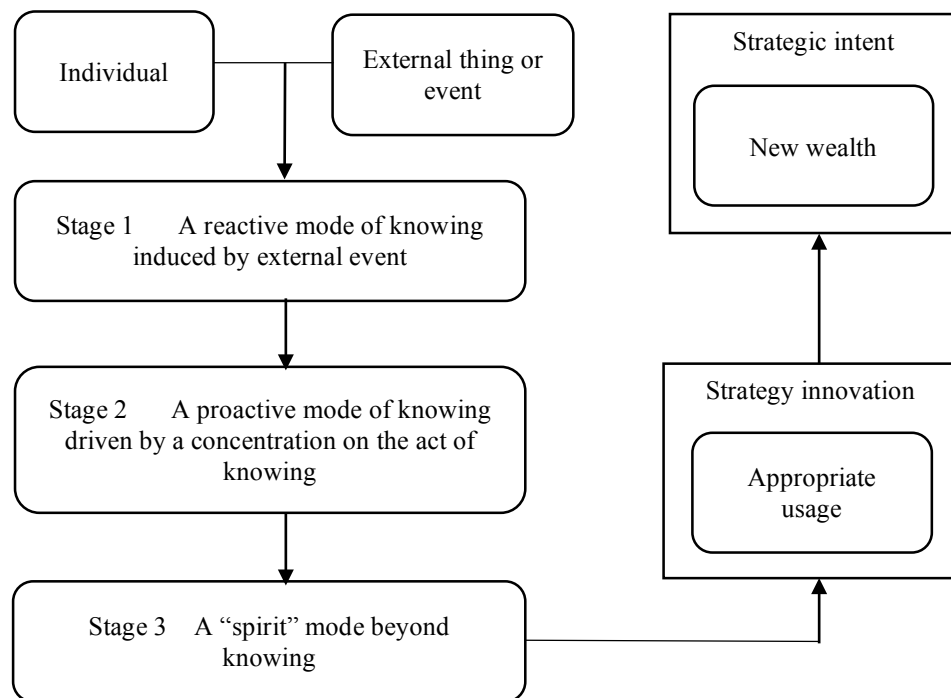 Individual
External thing or
event
Stage 1 A reactive mode of knowing
induced by external event
Stage 2 A proactive mode of knowing
driven by a concentration on the act of
knowing
Stage 3 A “spirit” mode beyond
knowing
Strategic intent
New wealth
Strategy innovation
Appropriate
usage